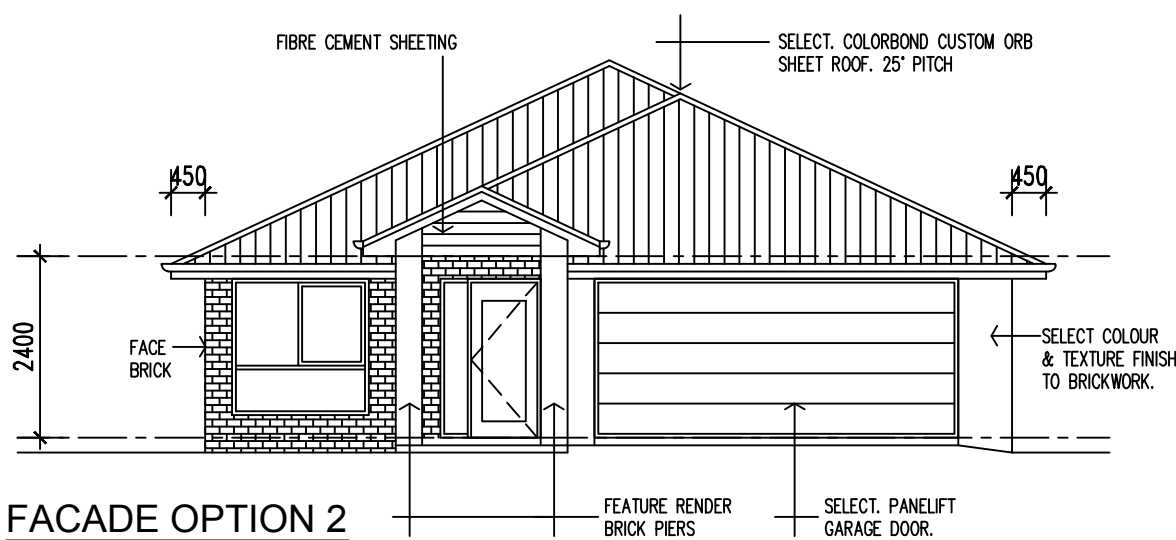 FIBRE CEMENT SHEETING
SELECT. COLORBOND CUSTOM ORB
SHEET ROOF. 25° PITCH
450
450
2400
FACE
BRICK
SELECT COLOUR
& TEXTURE FINISH
TO BRICKWORK.
FEATURE RENDER
BRICK PIERS
SELECT. PANELIFT
GARAGE DOOR.
FACADE OPTION 2